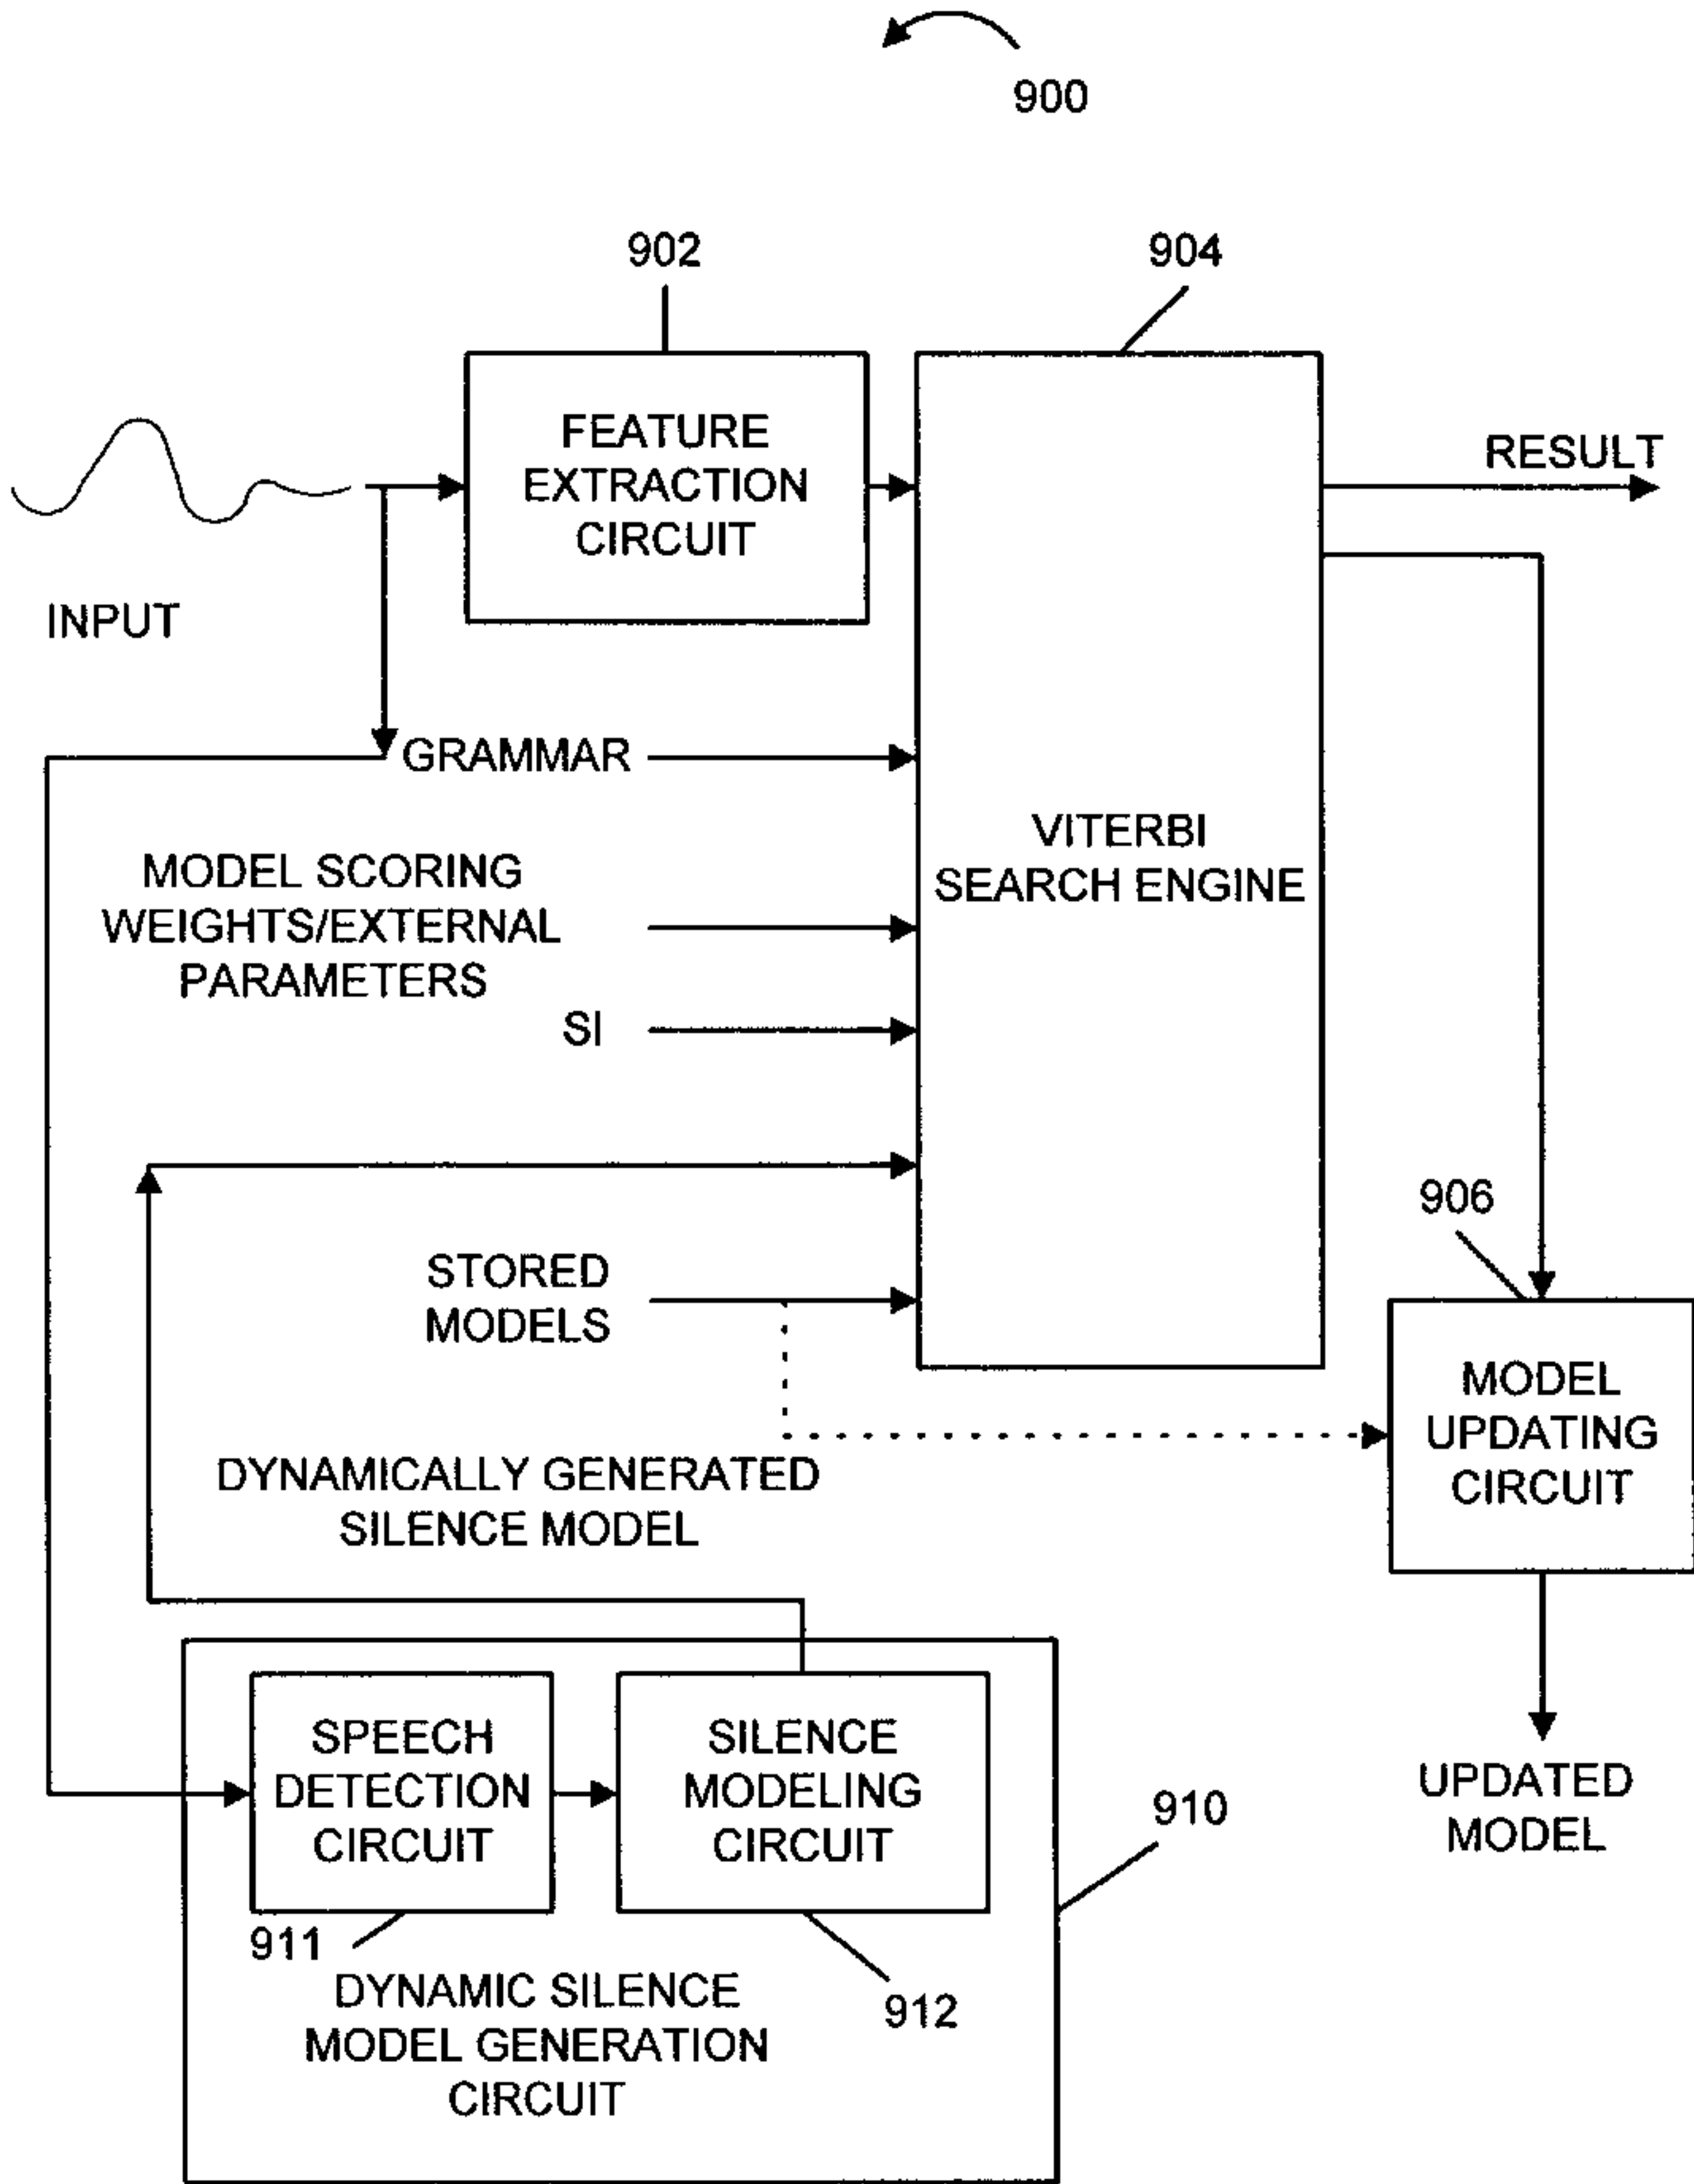 900
902
904
FEATURE
EXTRACTION
CIRCUIT
RESULT
INPUT
GRAMMAR
VITERBI
SEARCH ENGINE
MODEL SCORING
WEIGHTS/EXTERNAL
PARAMETERS
SI
906
STORED
MODELS
MODEL
UPDATING
CIRCUIT
DYNAMICALLY GENERATED
SILENCE MODEL
SPEECH
DETECTION
CIRCUIT
SILENCE
MODELING
CIRCUIT
910
UPDATED
MODEL
911
912
DYNAMIC SILENCE
MODEL GENERATION
CIRCUIT